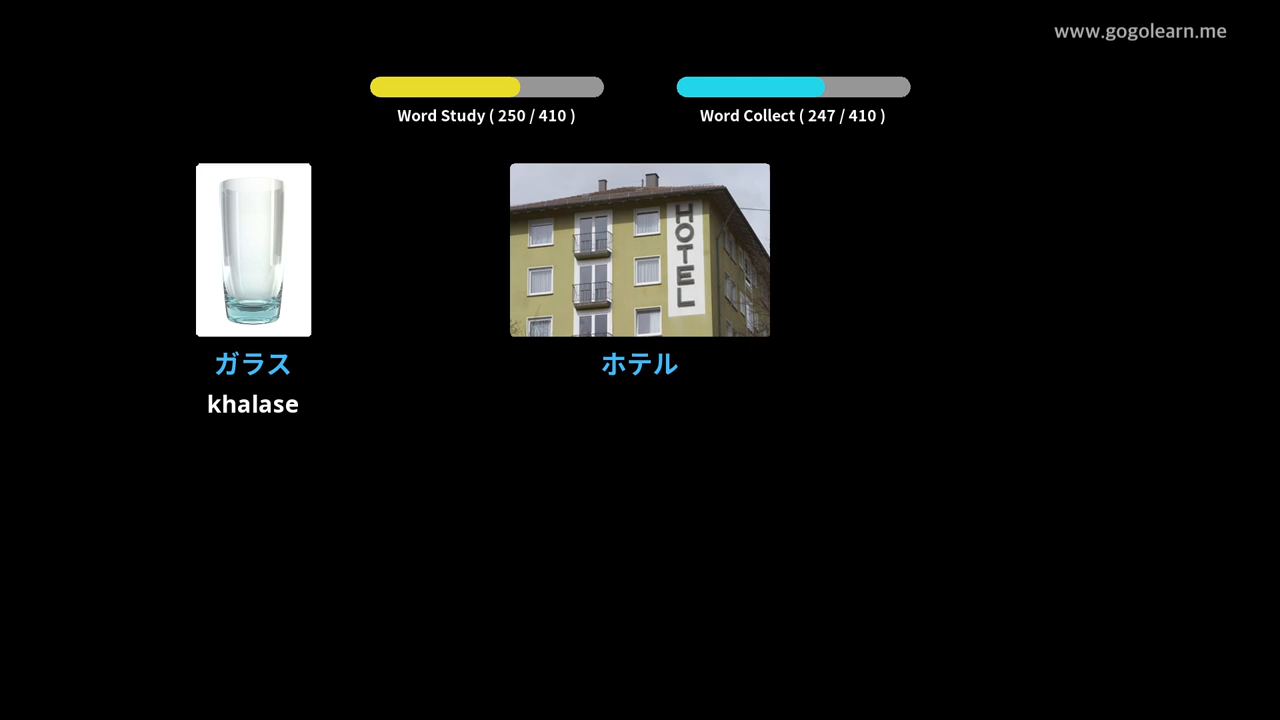 www.gogolearn.me
Word Study ( 250 / 410 )
Word Collect ( 247 / 410 )
HOTEL
ガラス
ホテル
khalase